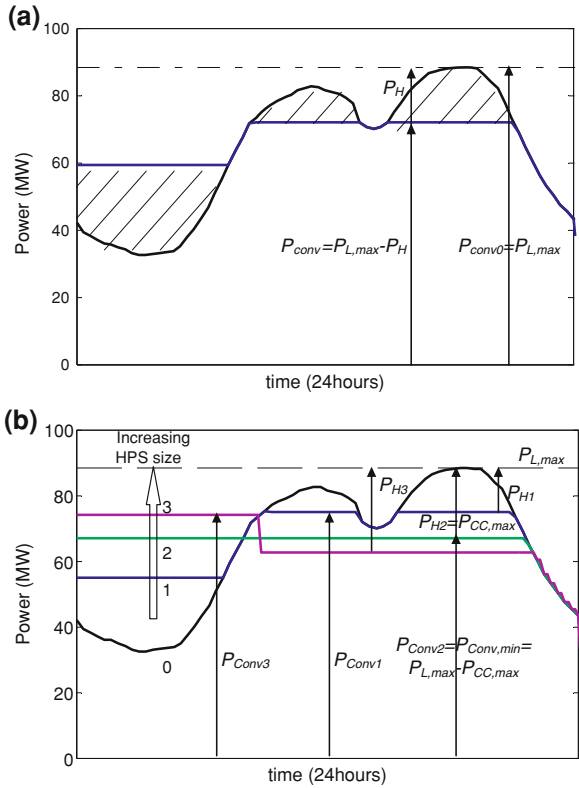 (a)
100
80
60
40
20
0
Power (MW)
P_H
P_conv=P_L,max-P_H
P_conv0=P_L,max
time (24hours)
(b)
100
80
60
40
20
0
Power (MW)
Increasing
HPS size
3
2
1
0
P_L,max
P_H3
P_H1
P_H2=P_CC,max
P_Conv3
P_Conv1
P_Conv2=P_Conv,min=
P_L,max-P_CC,max
time (24hours)